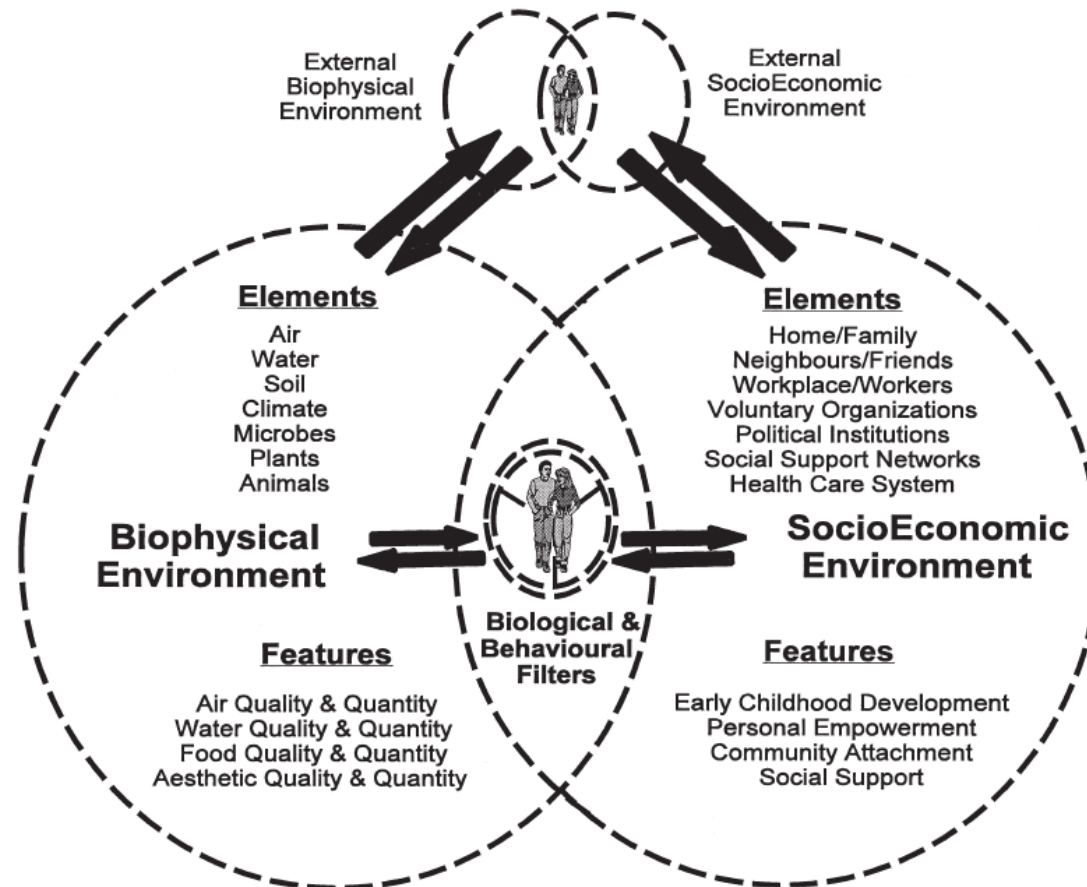 External
Biophysical
Environment
External
SocioEconomic
Environment
Elements
Air
Water
Soil
Climate
Microbes
Plants
Animals
Biophysical
Environment
Features
Air Quality & Quantity
Water Quality & Quantity
Food Quality & Quantity
Aesthetic Quality & Quantity
Biological &
Behavioural
Filters
Elements
Home/Family
Neighbours/Friends
Workplace/Workers
Voluntary Organizations
Political Institutions
Social Support Networks
Health Care System
SocioEconomic
Environment
Features
Early Childhood Development
Personal Empowerment
Community Attachment
Social Support